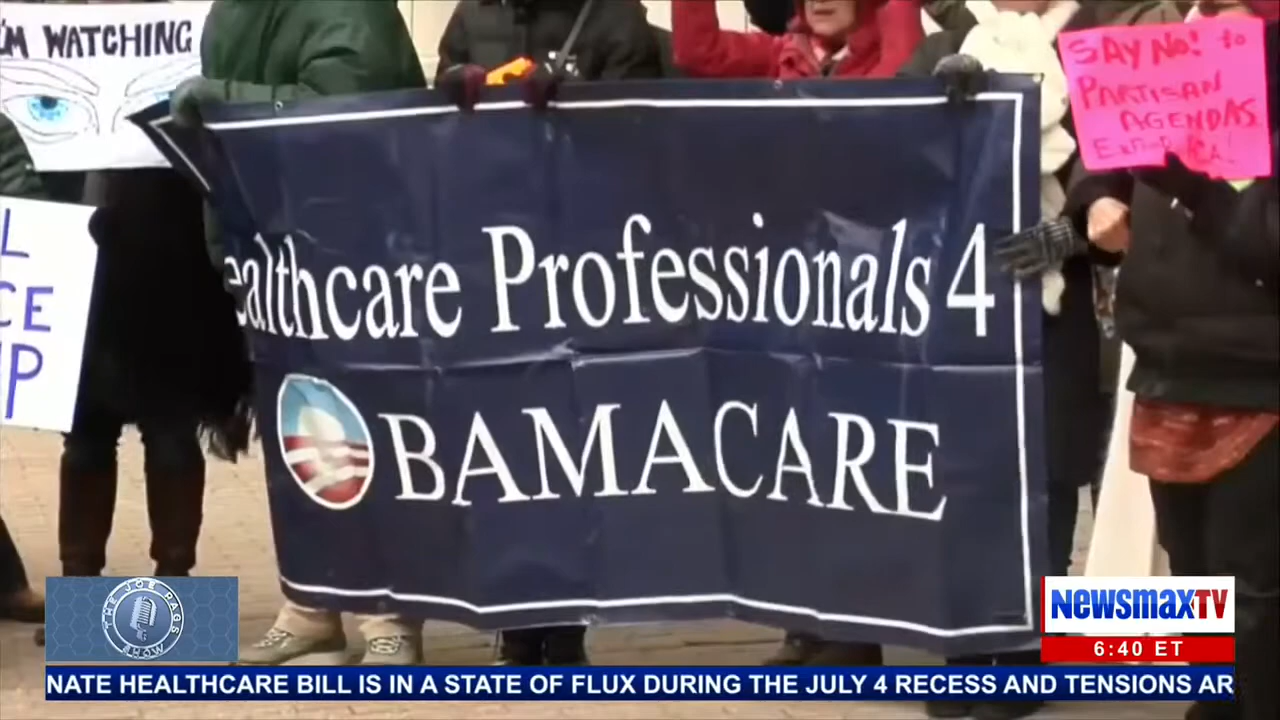 I'M WATCHING
SAY NO! to
PARTISAN
AGENDAS
L
CE
P
ealthcare Professionals 4
OBAMACARE
THE JOE PAGS SHOW
NEWSMAXTV
6:40 ET
NATE HEALTHCARE BILL IS IN A STATE OF FLUX DURING THE JULY 4 RECESS AND TENSIONS AR